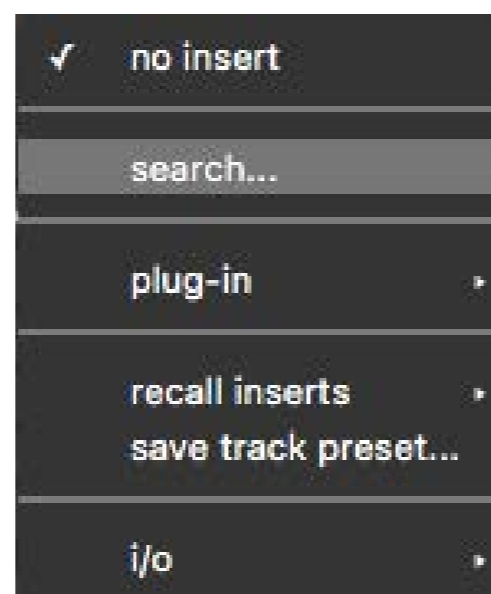 ✓ no insert
search...
plug-in
recall inserts
save track preset...
i/o